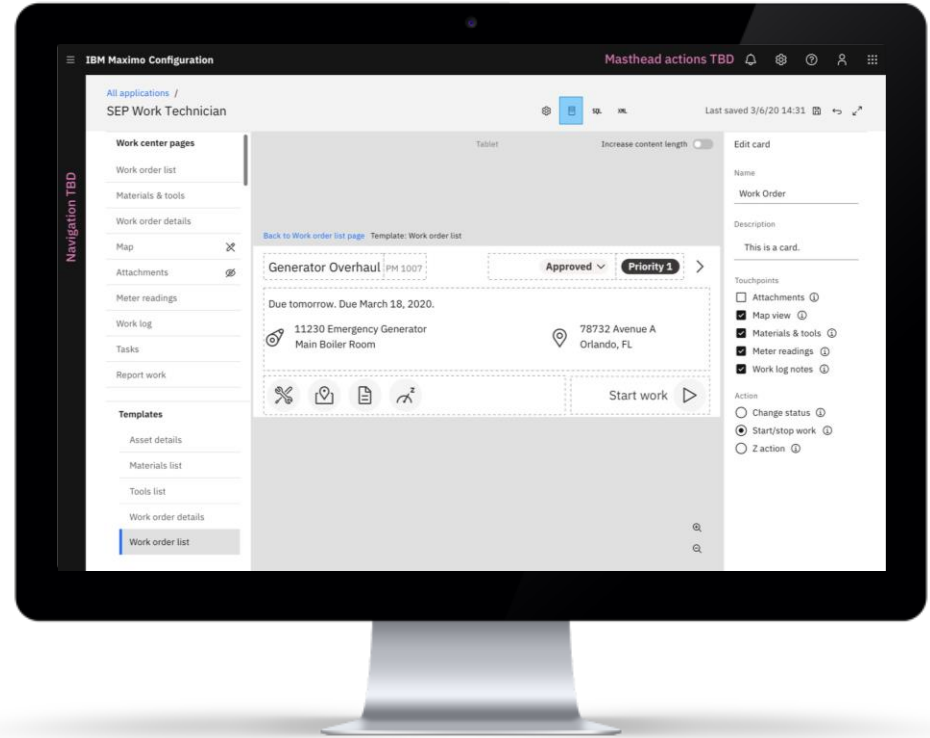 IBM Maximo Configuration
Masthead actions TBD
Navigation TBD
All applications /
SEP Work Technician
SQL
XML
Last saved 3/6/20 14:31
Work center pages
Work order list
Materials & tools
Work order details
Map
Attachments
Meter readings
Work log
Tasks
Report work
Templates
Asset details
Materials list
Tools list
Work order details
Work order list
Tablet
Increase content length
Back to Work order list page Template: Work order list
Generator Overhaul PM 1007
Approved
Priority 1
Due tomorrow. Due March 18, 2020.
11230 Emergency Generator
Main Boiler Room
78732 Avenue A
Orlando, FL
Start work
Edit card
Name
Work Order
Description
This is a card.
Touchpoints
Attachments
Map view
Materials & tools
Meter readings
Work log notes
Action
Change status
Start/stop work
Z action